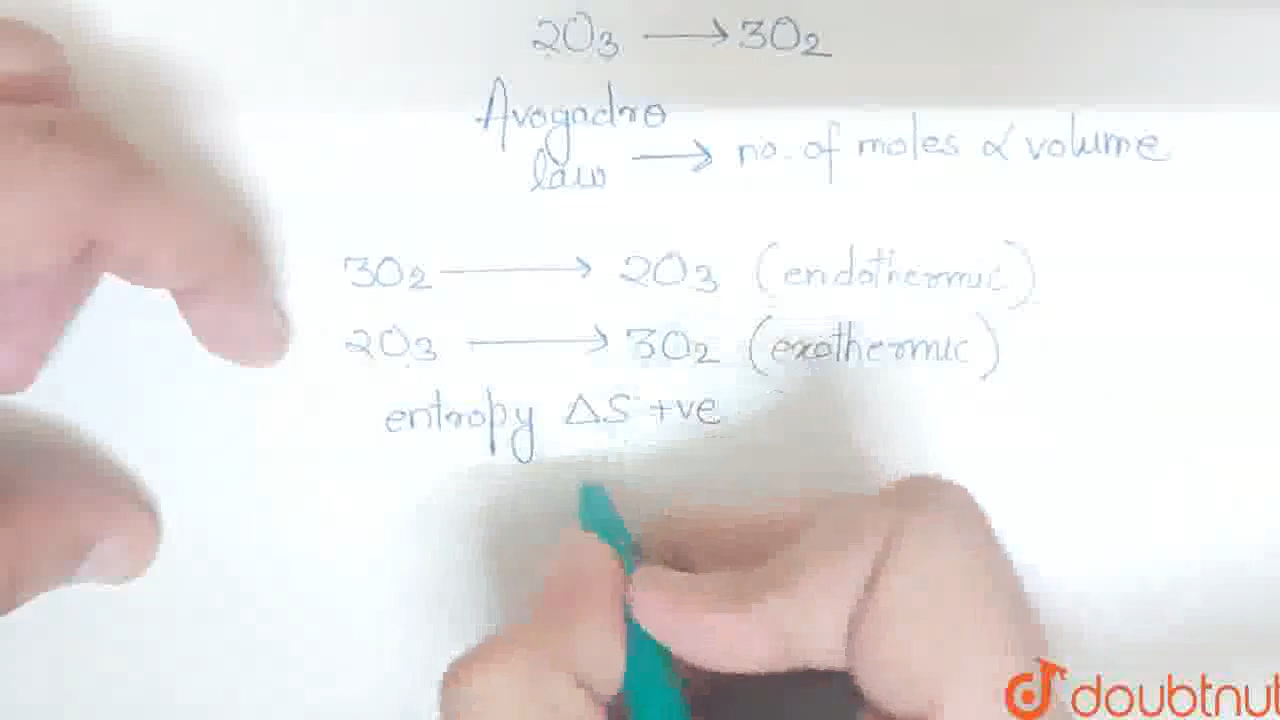 2O₃ → 3O₂
Avogadro
law → no. of moles ∝ volume
3O₂ → 2O₃ (endothermic)
2O₃ → 3O₂ (exothermic)
entropy ΔS +ve
doubtnut